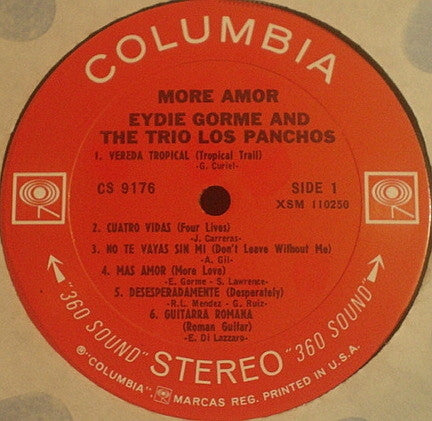 COLUMBIA
MORE AMOR
EYDIE GORME AND
THE TRIO LOS PANCHOS
1. VEREDA TROPICAL (Tropical Trail)
-G. Curiel-
CS 9176
SIDE 1
XSM 110250
2. CUATRO VIDAS (Four Lives)
-J. Carreras-
3. NO TE VAYAS SIN MI (Don't Leave Without Me)
-A. Gil-
4. MAS AMOR (More Love)
-E. Gorme - S. Lawrence-
5. DESESPERADAMENTE (Desperately)
-R.L. Mendez - G. Ruiz-
6. GUITARRA ROMANA
(Roman Guitar)
-E. Di Lazzaro-
"360 SOUND" STEREO "360 SOUND"
® "COLUMBIA", MARCAS REG. PRINTED IN U.S.A.